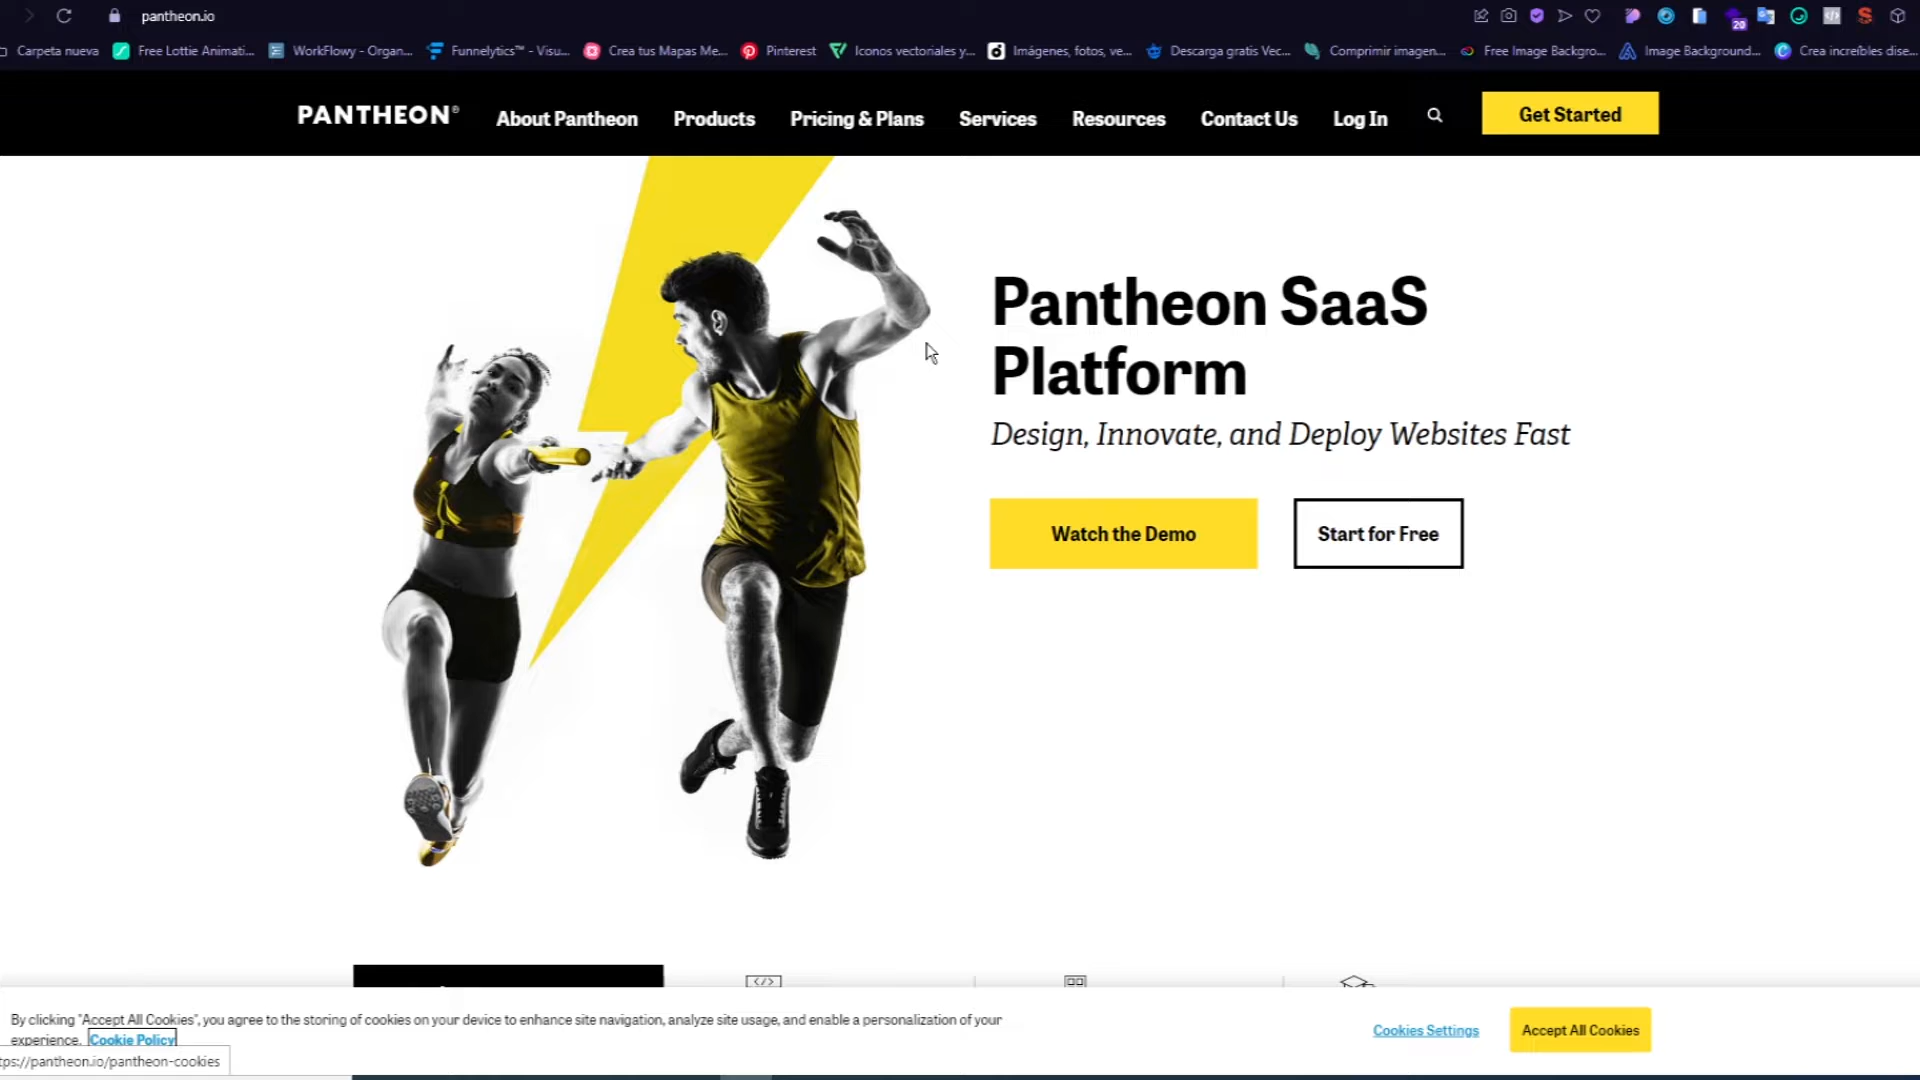 pantheon.io
20
Carpeta nueva
Free Lottie Animati...
WorkFlowy - Organ...
Funnelytics™ - Visu...
Crea tus Mapas Me...
Pinterest
Iconos vectoriales y...
Imágenes, fotos, ve...
Descarga gratis Vec...
Comprimir imagen...
Free Image Backgro...
Image Background...
Crea increíbles dise...
PANTHEON®
About Pantheon
Products
Pricing & Plans
Services
Resources
Contact Us
Log In
Get Started
Pantheon SaaS
Platform
Design, Innovate, and Deploy Websites Fast
Watch the Demo
Start for Free
By clicking "Accept All Cookies", you agree to the storing of cookies on your device to enhance site navigation, analyze site usage, and enable a personalization of your
experience. Cookie Policy
Cookies Settings
Accept All Cookies
tps://pantheon.io/pantheon-cookies